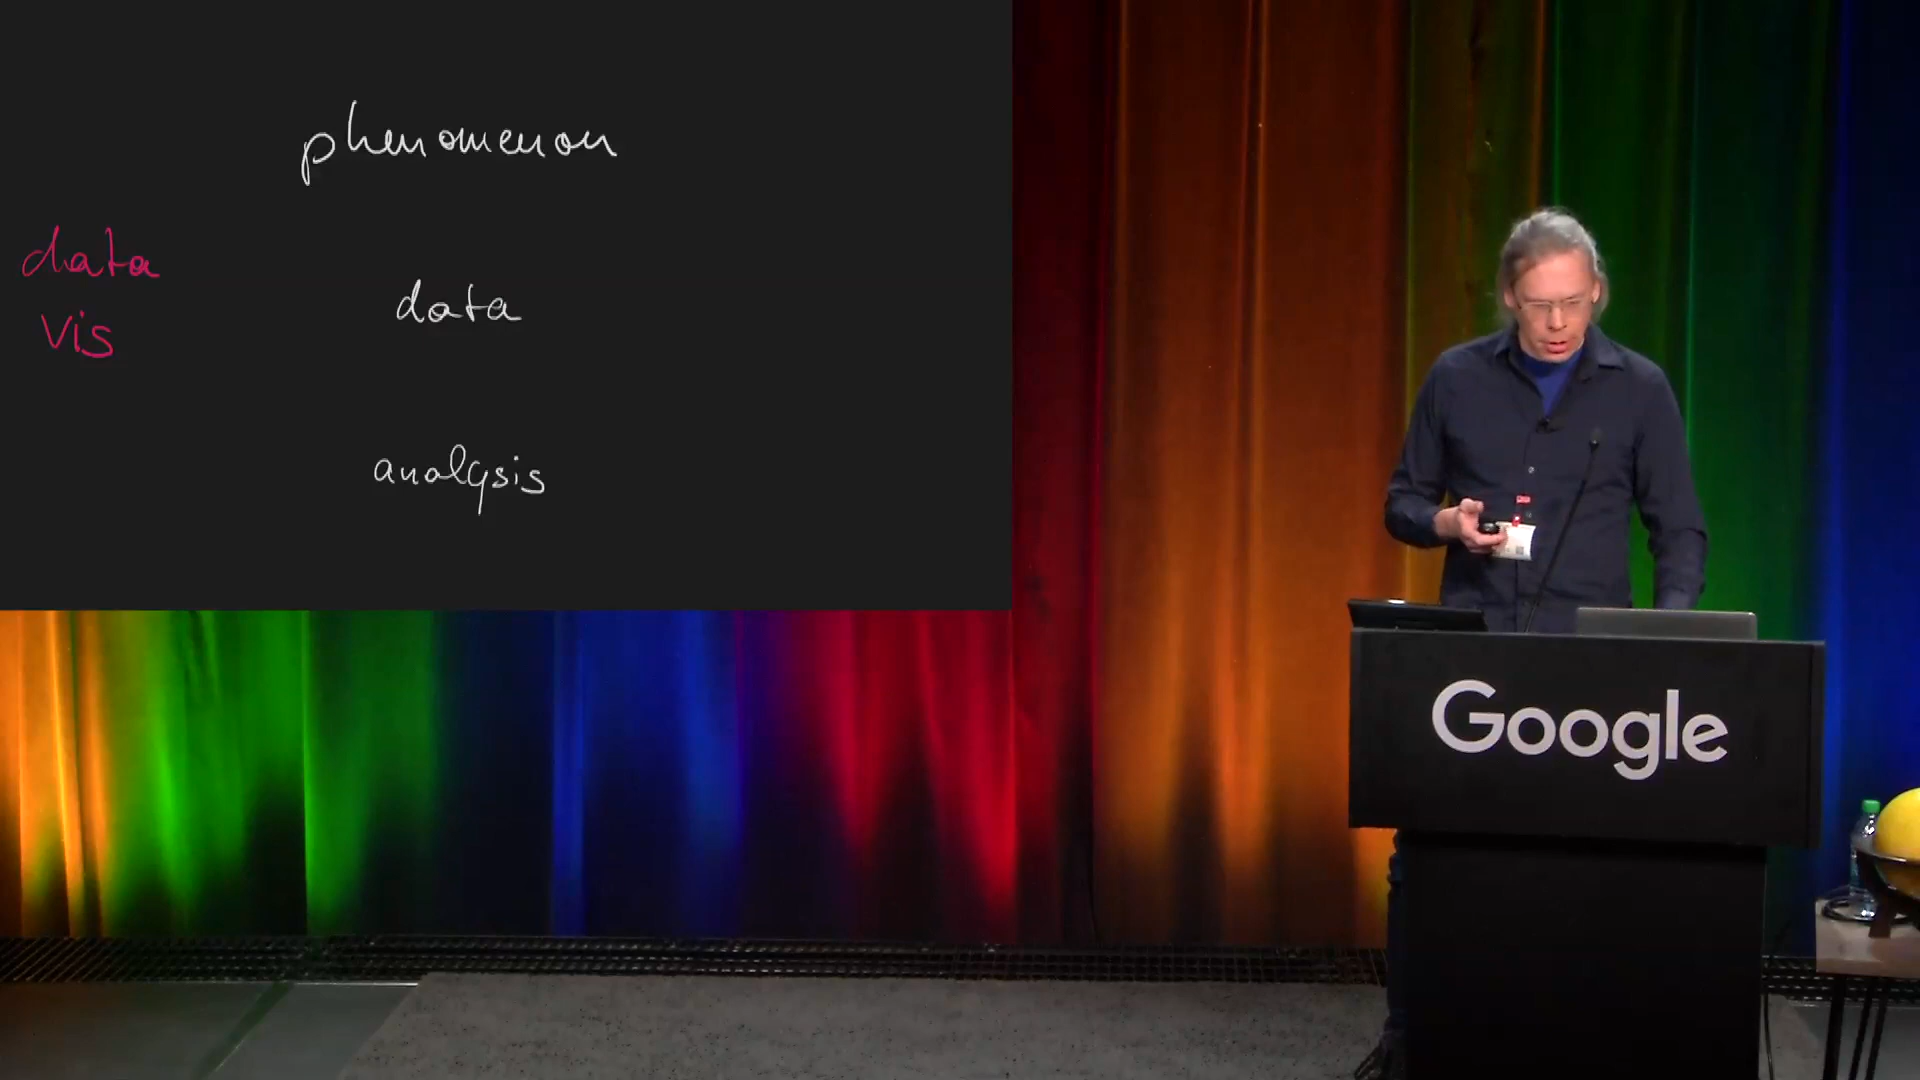 phenomenon
data
vis
data
analysis
Google